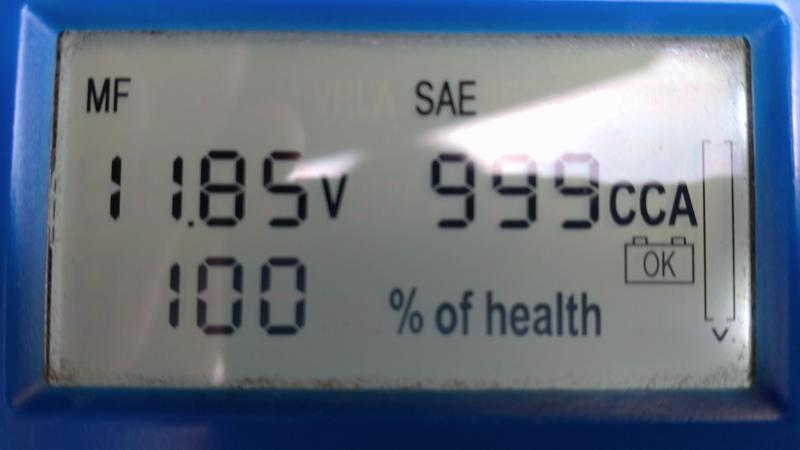 MF SAE
11.85V 999CCA
OK
100 % of health